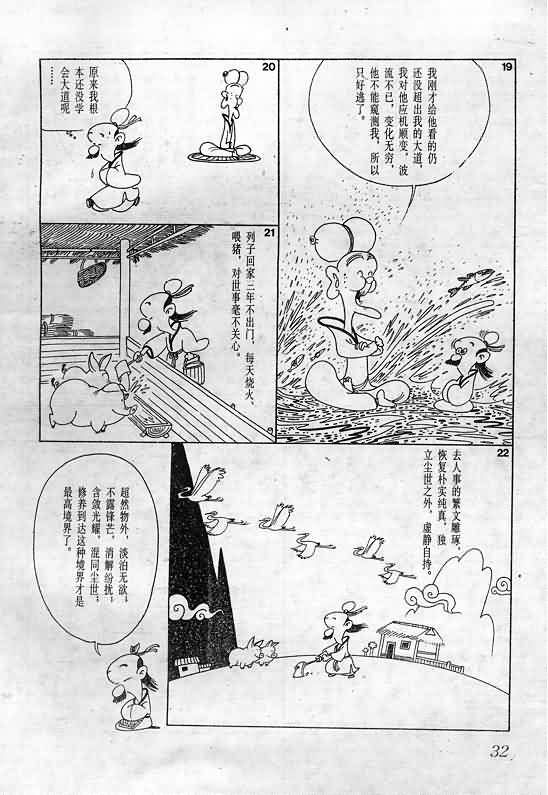 19
我刚才给他看的仍
还没超出我的大道，
我对他应机顺变，波
流不已，变化无穷，
他不能窥测我，所以
只好逃了。
20
原来我根
本还没学
会大道呢
……
21
列子回家三年不出门，每天烧火、
喂猪，对世事毫不关心。
22
去人事的繁文雕琢，
恢复朴实纯真，独
立尘世之外，虚静自持。
超然物外，淡泊无欲；
不露锋芒，消解纷扰；
含敛光耀，混同尘世；
修养到达这种境界才是
最高境界了。
32